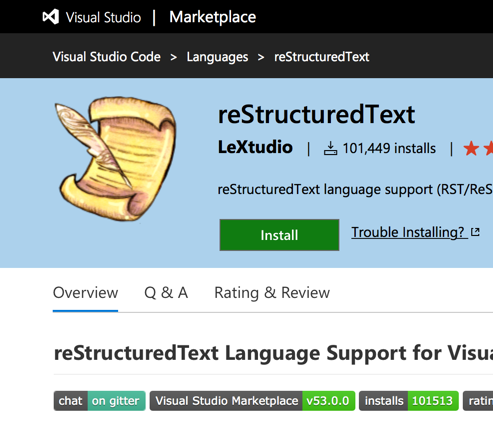 Visual Studio | Marketplace
Visual Studio Code > Languages > reStructuredText
reStructuredText
LeXtudio | 101,449 installs |
reStructuredText language support (RST/ReS
Install
Trouble Installing?
Overview Q & A Rating & Review
reStructuredText Language Support for Visua
chat on gitter Visual Studio Marketplace v53.0.0 installs 101513 ratin